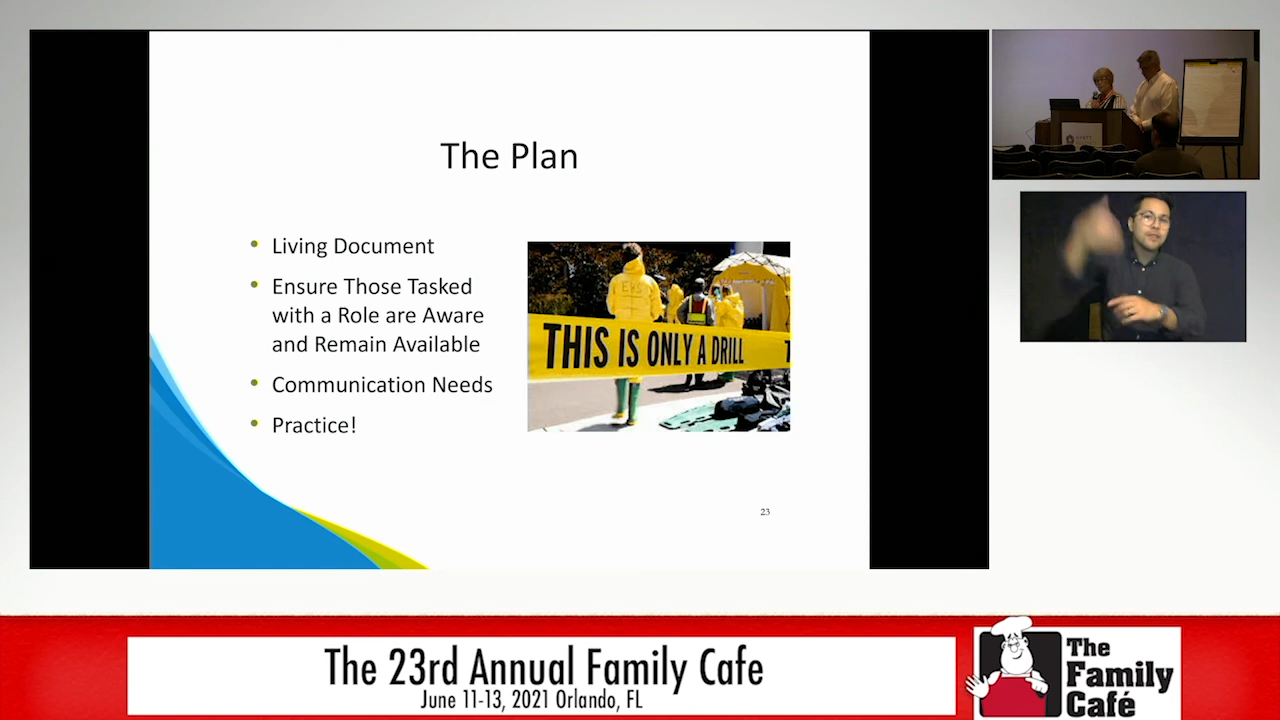 The Plan
Living Document
Ensure Those Tasked
with a Role are Aware
and Remain Available
Communication Needs
Practice!
THIS IS ONLY A DRILL
23
The 23rd Annual Family Cafe
June 11-13, 2021 Orlando, FL
The
Family
Café